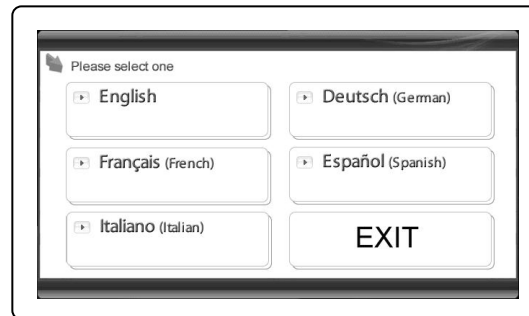 Please select one
English
Deutsch (German)
Français (French)
Español (Spanish)
Italiano (Italian)
EXIT